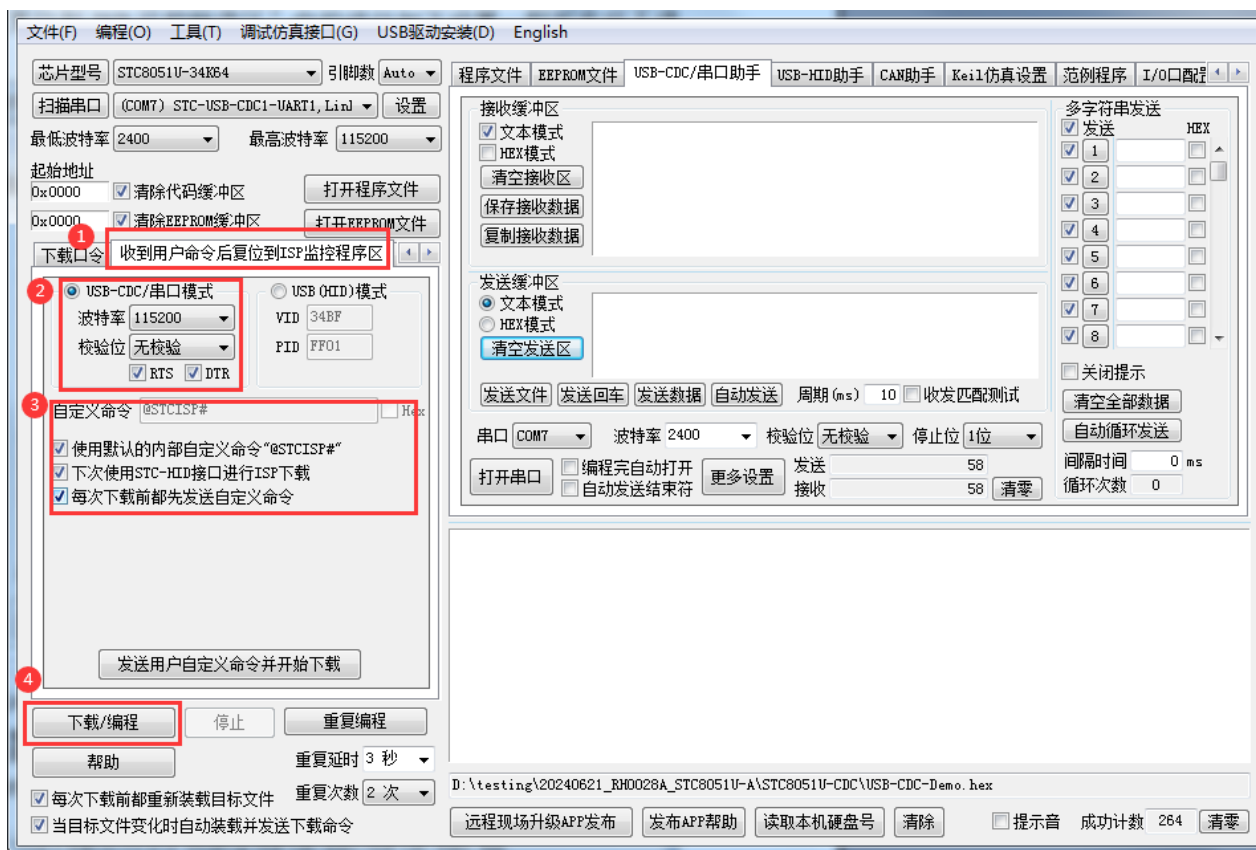 文件(F) 编程(O) 工具(T) 调试仿真接口(G) USB驱动安装(D) English
芯片型号 STC8051U-34K64 引脚数 Auto
扫描串口 (COM7) STC-USB-CDC1-UART1, 设置
最低波特率 2400 最高波特率 115200
起始地址
0x0000 清除代码缓冲区 打开程序文件
0x0000 清除EEPROM缓冲区 打开EEPROM文件
1
下载口令 收到用户命令后复位到ISP监控程序区
2
USB-CDC/串口模式 USB(HID)模式
波特率 115200 VID 34BF
校验位 无校验 PID FF01
RTS DTR
3
自定义命令 @STCISP# Hex
使用默认的内部自定义命令“@STCISP#”
下次使用STC-HID接口进行ISP下载
每次下载前都先发送自定义命令
发送用户自定义命令并开始下载
4
下载/编程 停止 重复编程
帮助 重复延时 3 秒
每次下载前都重新装载目标文件 重复次数 2 次
当目标文件变化时自动装载并发送下载命令
程序文件 EEPROM文件 USB-CDC/串口助手 USB-HID助手 CAN助手 Keil仿真设置 范例程序 I/O口配置
接收缓冲区
文本模式
HEX模式
清空接收区
保存接收数据
复制接收数据
发送缓冲区
文本模式
HEX模式
清空发送区
发送文件 发送回车 发送数据 自动发送 周期(ms) 10 收发匹配测试
串口 COM7 波特率 2400 校验位 无校验 停止位 1位
打开串口 编程完自动打开 更多设置 发送 58
自动发送结束符 接收 58 清零
多字符串发送
发送 HEX
1
2
3
4
5
6
7
8
关闭提示
清空全部数据
自动循环发送
间隔时间 0 ms
循环次数 0
D:\testing\20240621_RH0028A_STC8051U-A\STC8051U-CDC\USB-CDC-Demo.hex
远程现场升级APP发布 发布APP帮助 读取本机硬盘号 清除 提示音 成功计数 264 清零